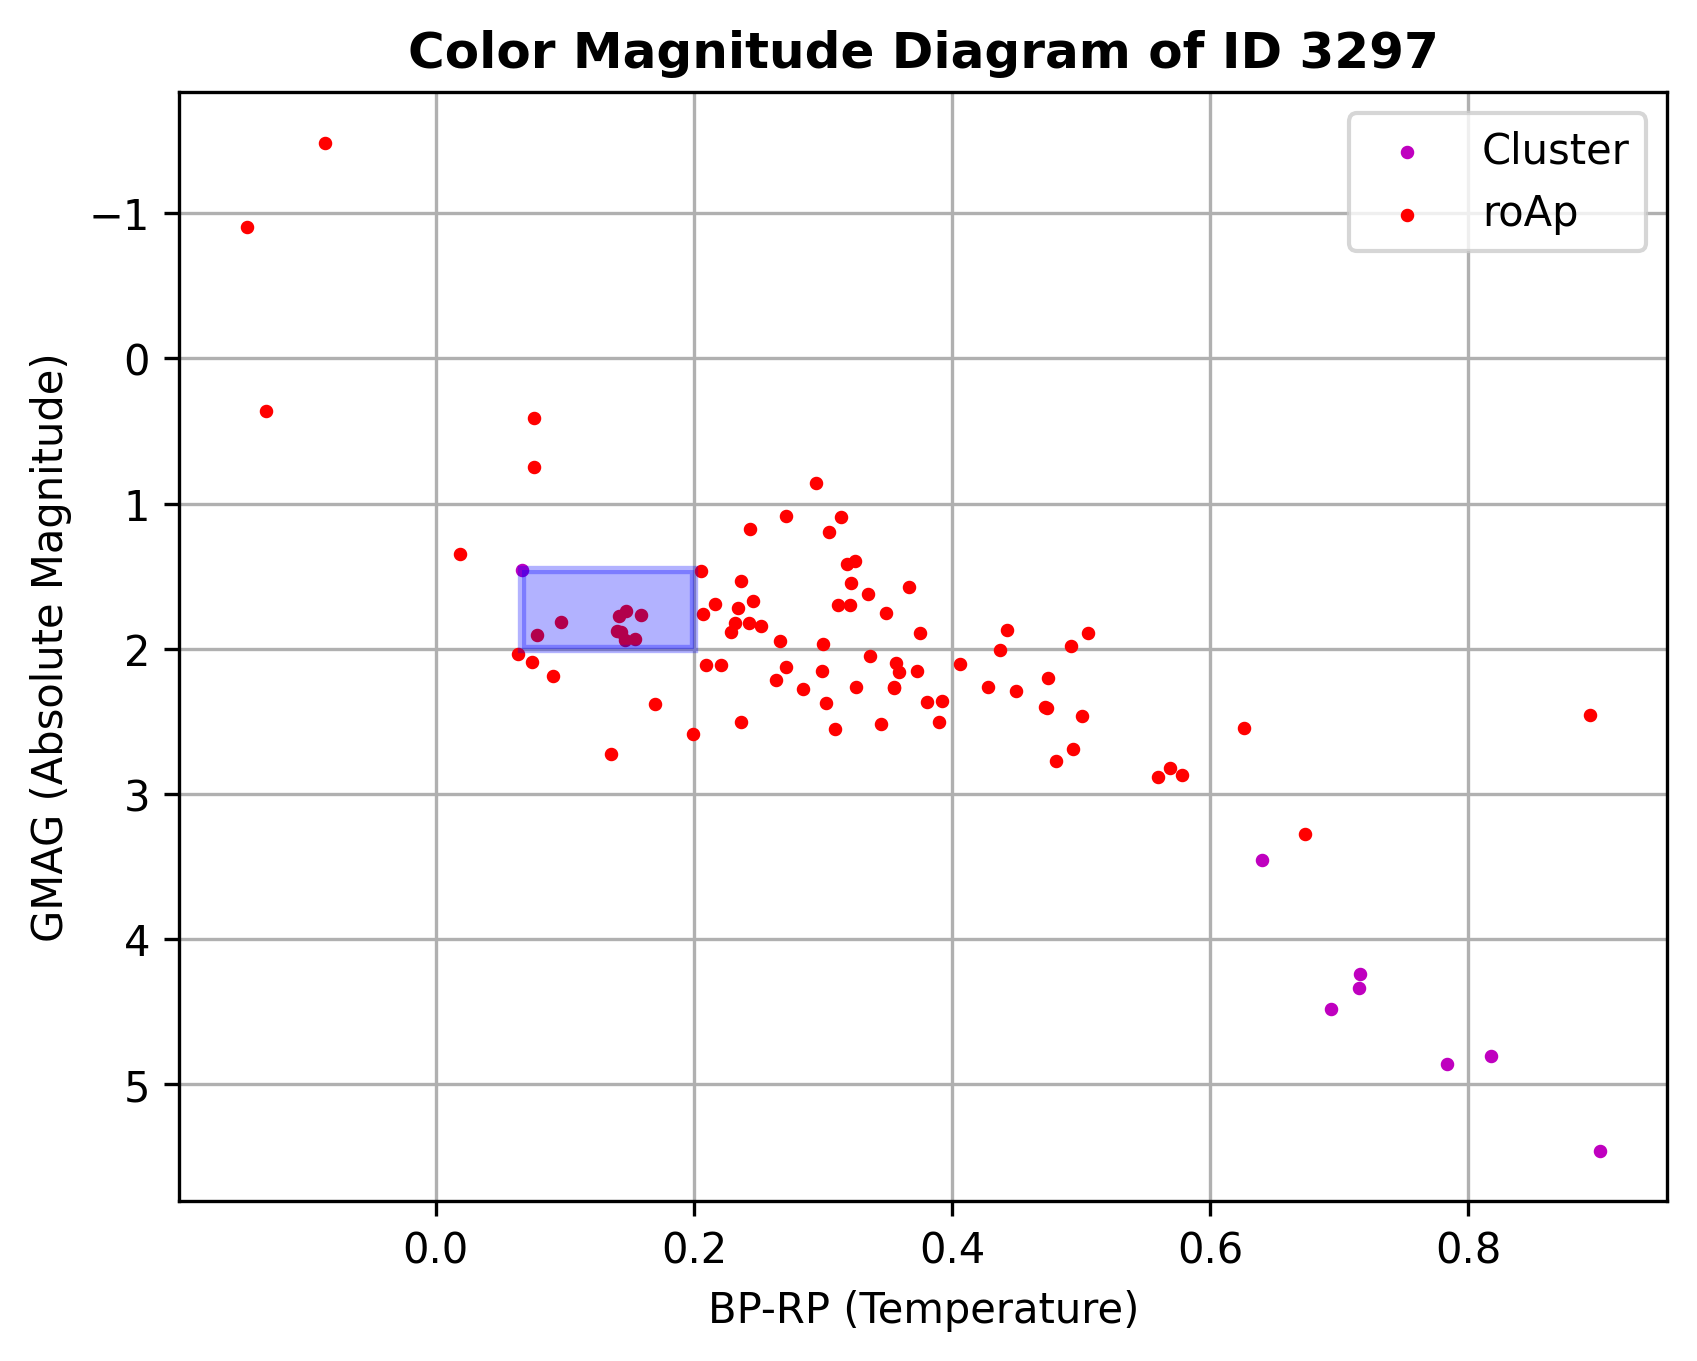 Color Magnitude Diagram of ID 3297
Cluster
roAp
GMAG (Absolute Magnitude)
−1
0
1
2
3
4
5
0.0 0.2 0.4 0.6 0.8
BP-RP (Temperature)